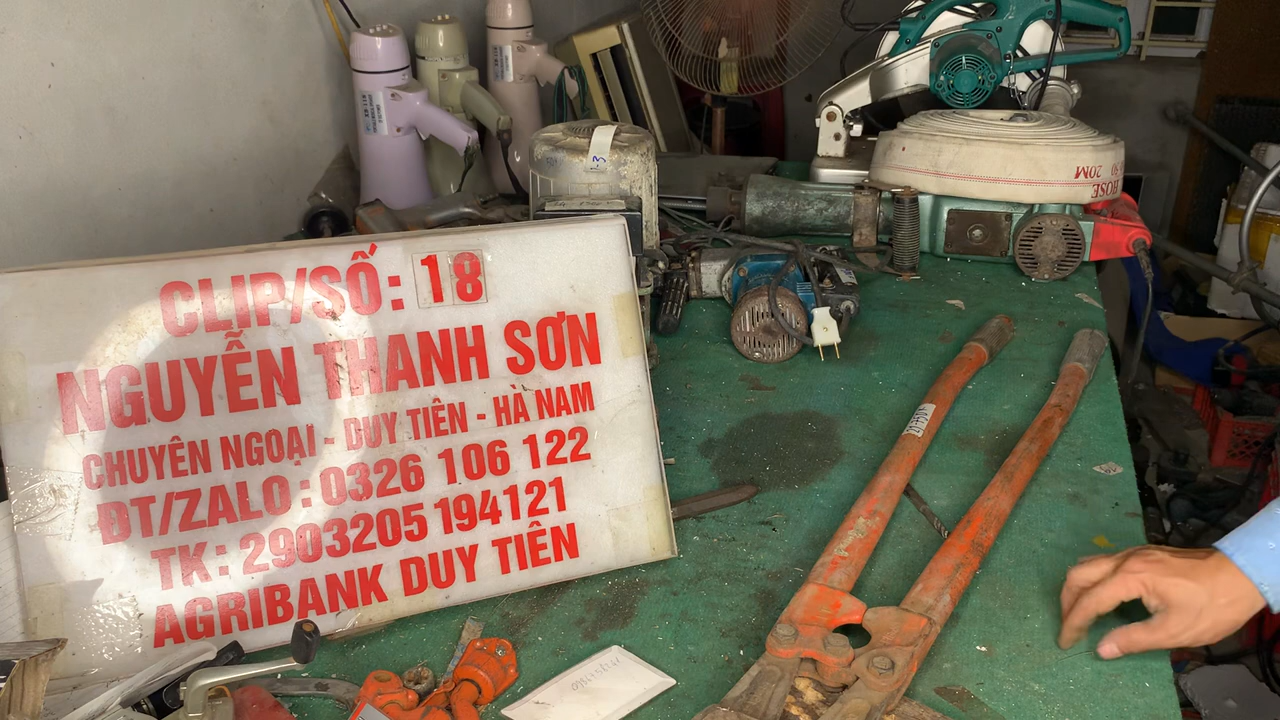 CLIP/SỐ: 18
NGUYỄN THANH SƠN
CHUYÊN NGOẠI - DUY TIÊN - HÀ NAM
ĐT/ZALO: 0326 106 122
TK: 2903205 194121
AGRIBANK DUY TIÊN
HOSE
30 20M